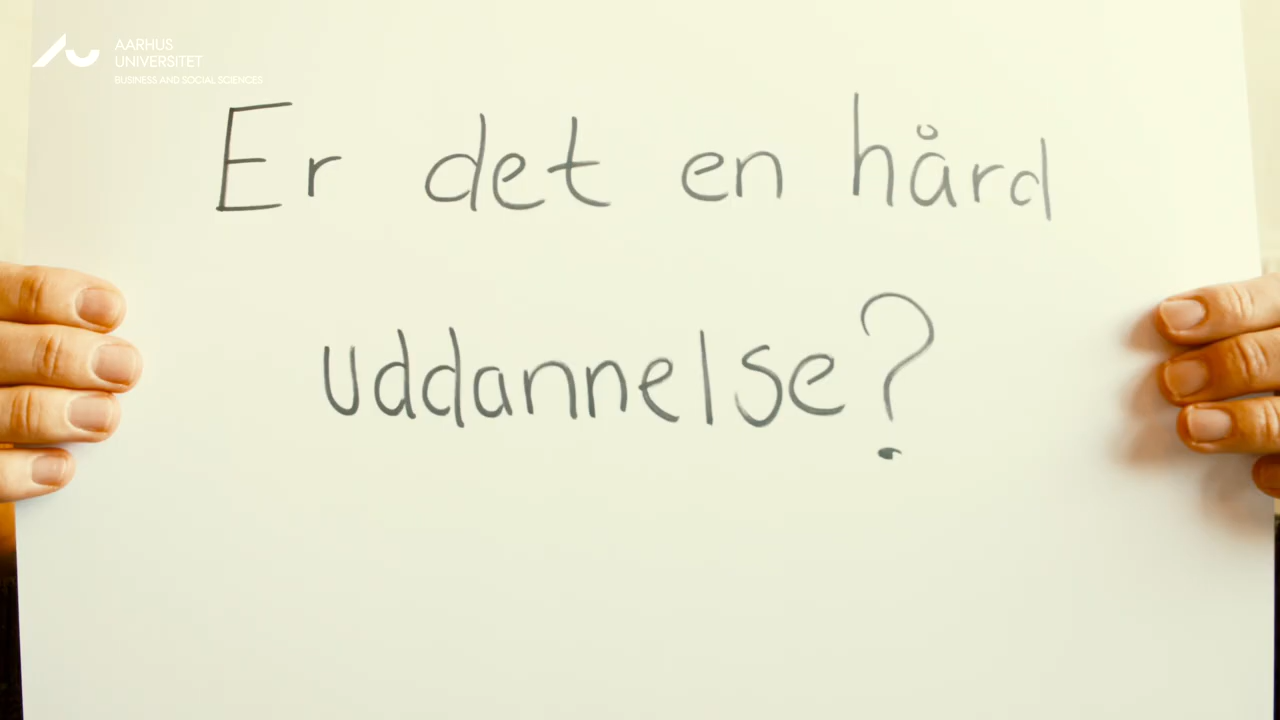 AARHUS
UNIVERSITET
BUSINESS AND SOCIAL SCIENCES
Er det en hård
uddannelse?